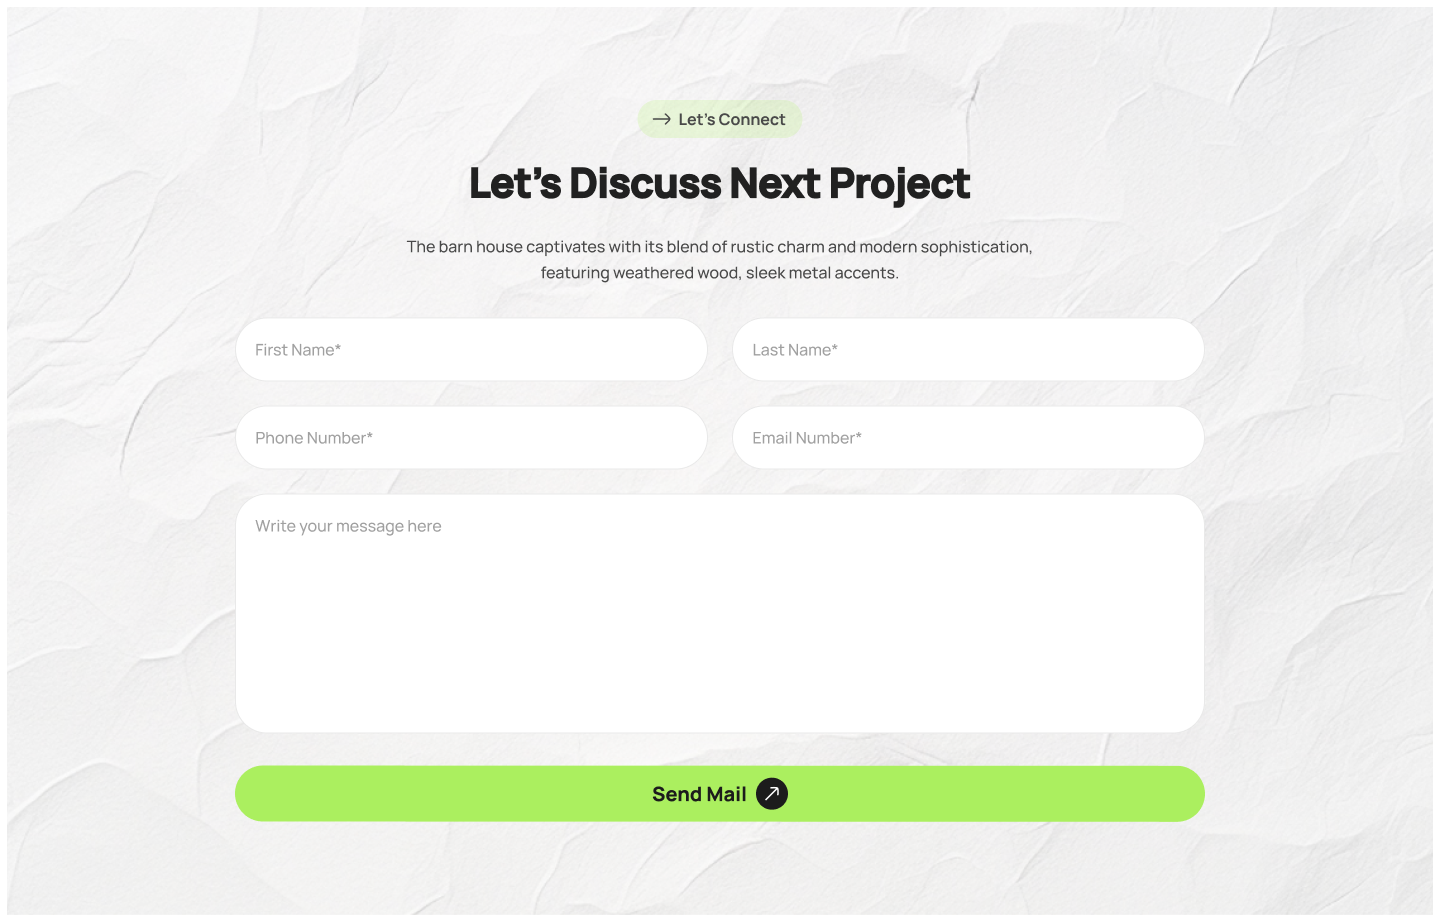 Let's Connect
Let's Discuss Next Project
The barn house captivates with its blend of rustic charm and modern sophistication,
featuring weathered wood, sleek metal accents.
First Name*
Last Name*
Phone Number*
Email Number*
Write your message here
Send Mail